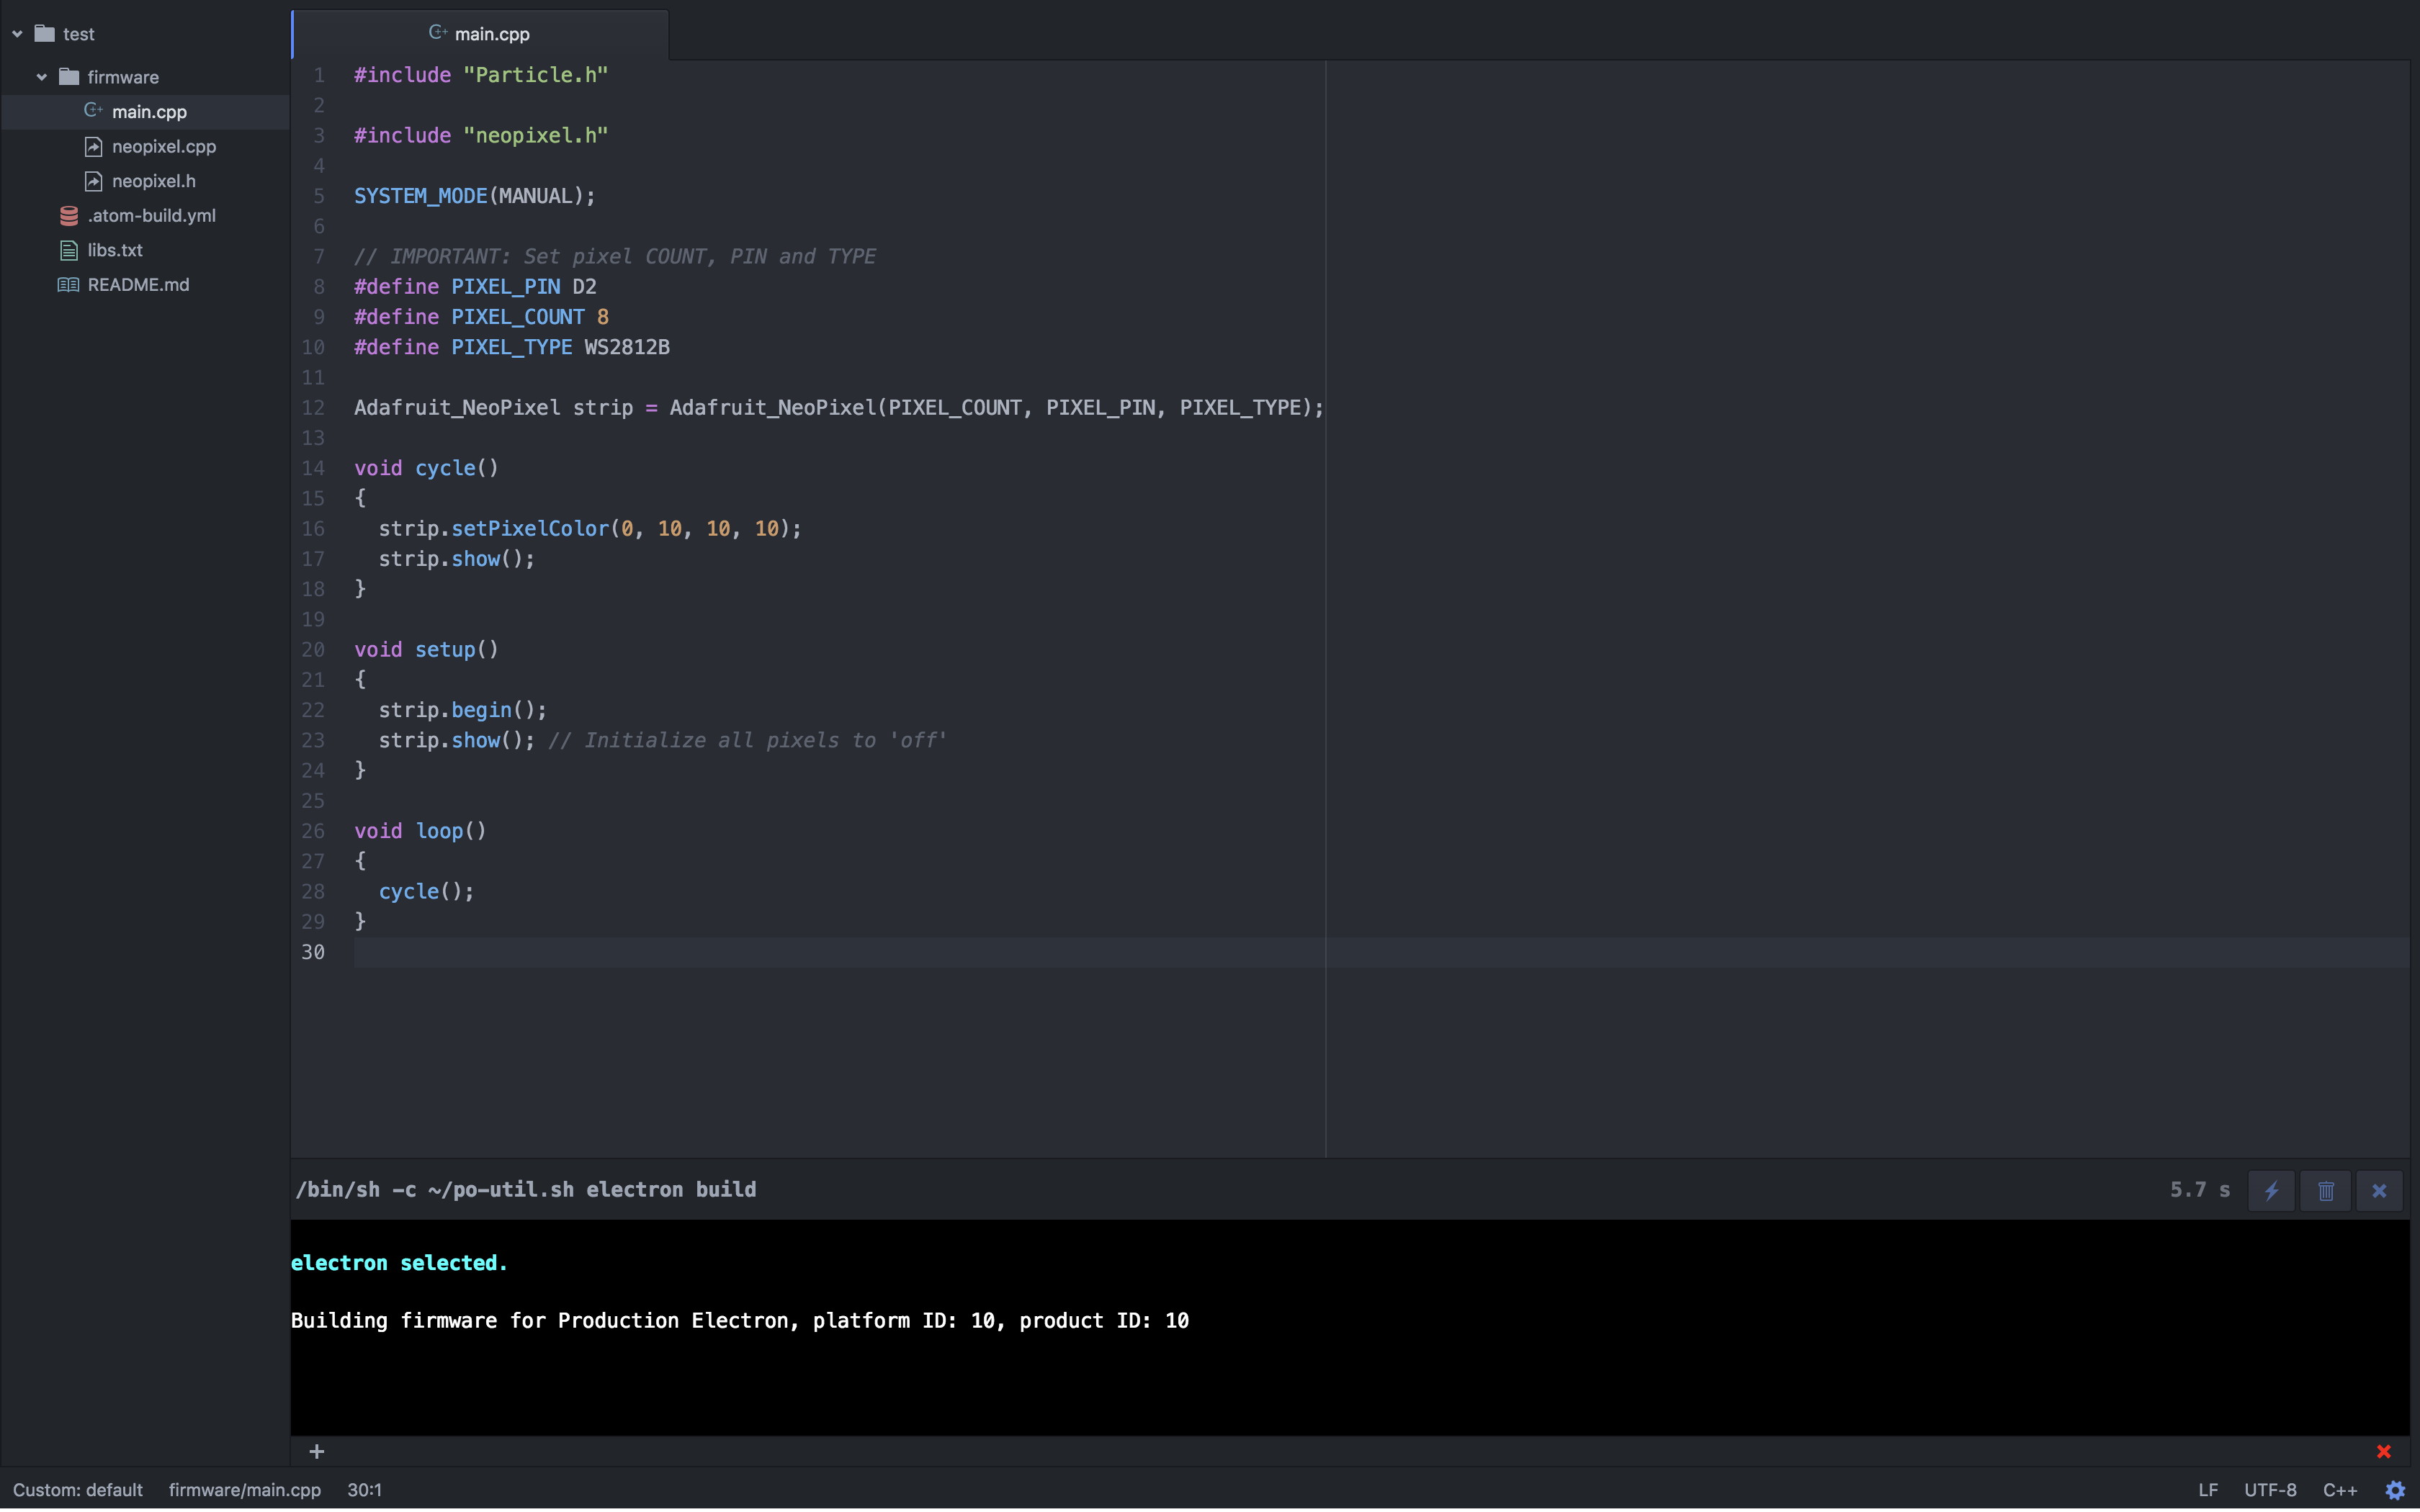 test
firmware
main.cpp
neopixel.cpp
neopixel.h
.atom-build.yml
libs.txt
README.md
main.cpp
1 #include "Particle.h"
2
3 #include "neopixel.h"
4
5 SYSTEM_MODE(MANUAL);
6
7 // IMPORTANT: Set pixel COUNT, PIN and TYPE
8 #define PIXEL_PIN D2
9 #define PIXEL_COUNT 8
10 #define PIXEL_TYPE WS2812B
11
12 Adafruit_NeoPixel strip = Adafruit_NeoPixel(PIXEL_COUNT, PIXEL_PIN, PIXEL_TYPE);
13
14 void cycle()
15 {
16   strip.setPixelColor(0, 10, 10, 10);
17   strip.show();
18 }
19
20 void setup()
21 {
22   strip.begin();
23   strip.show(); // Initialize all pixels to 'off'
24 }
25
26 void loop()
27 {
28   cycle();
29 }
30
/bin/sh -c ~/po-util.sh electron build 5.7 s
electron selected.
Building firmware for Production Electron, platform ID: 10, product ID: 10
Custom: default firmware/main.cpp 30:1 LF UTF-8 C++